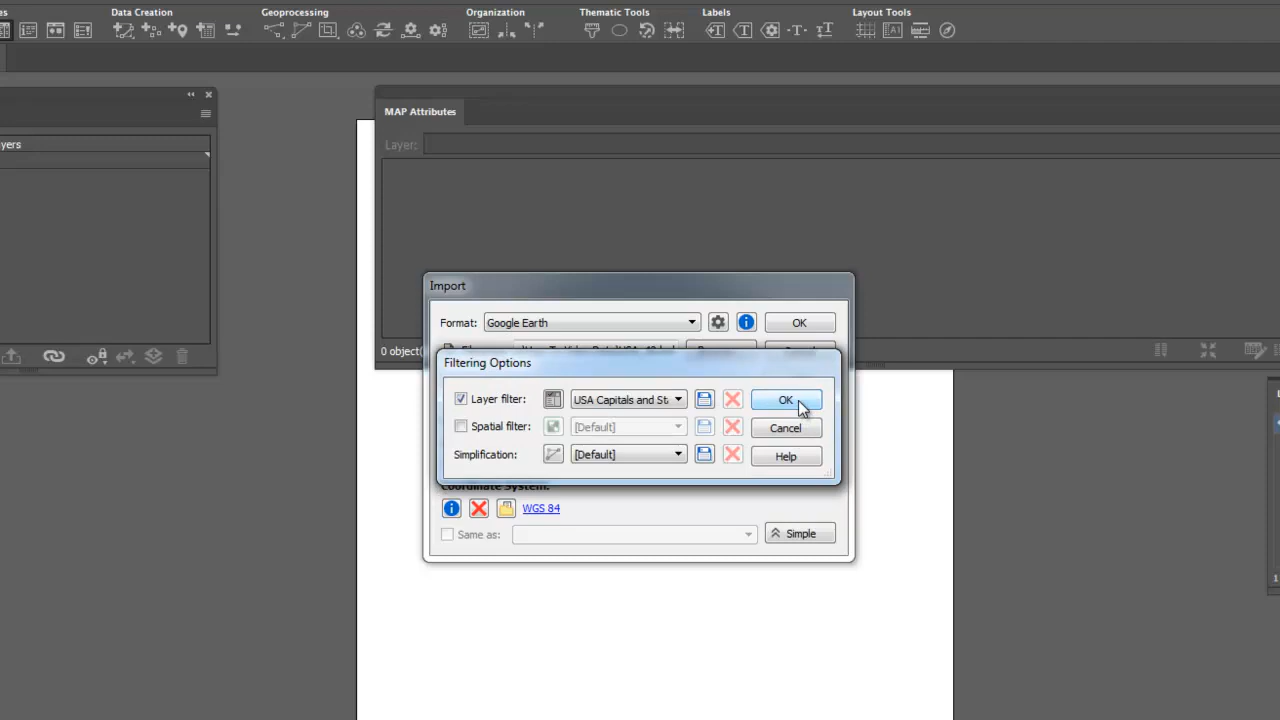 Data Creation Geoprocessing Organization Thematic Tools Labels Layout Tools
MAP Attributes
Layer:
Import
Format: Google Earth OK
0 object(
Filtering Options
Layer filter: USA Capitals and St OK
Spatial filter: [Default] Cancel
Simplification: [Default] Help
Coordinate System:
WGS 84
Same as: Simple